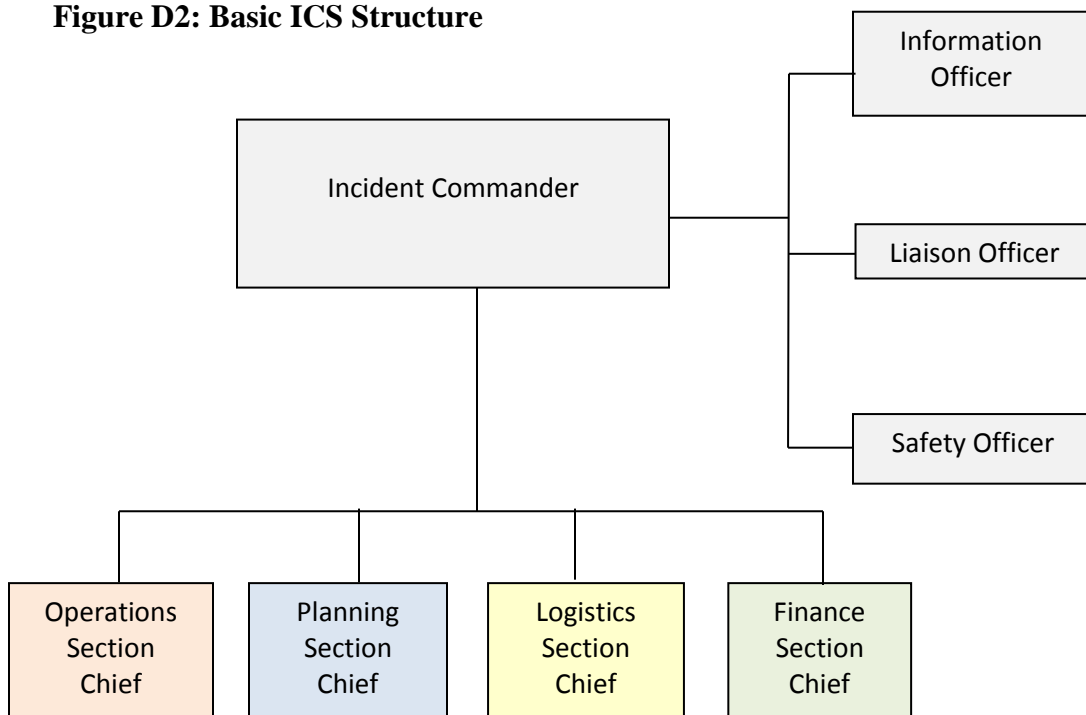 Figure D2: Basic ICS Structure
Information
Officer
Incident Commander
Liaison Officer
Safety Officer
Operations
Section
Chief
Planning
Section
Chief
Logistics
Section
Chief
Finance
Section
Chief